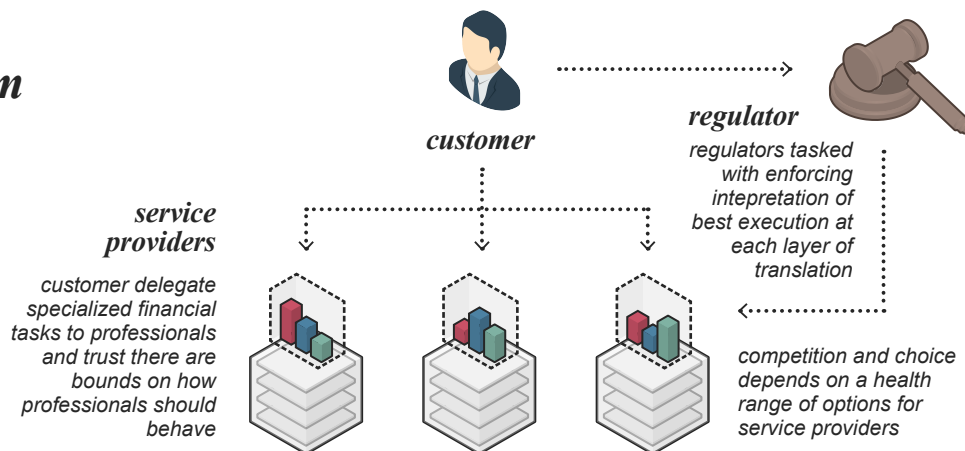 customer
regulator
regulators tasked
with enforcing
intepretation of
best execution at
each layer of
translation
service
providers
customer delegate
specialized financial
tasks to professionals
and trust there are
bounds on how
professionals should
behave
competition and choice
depends on a health
range of options for
service providers